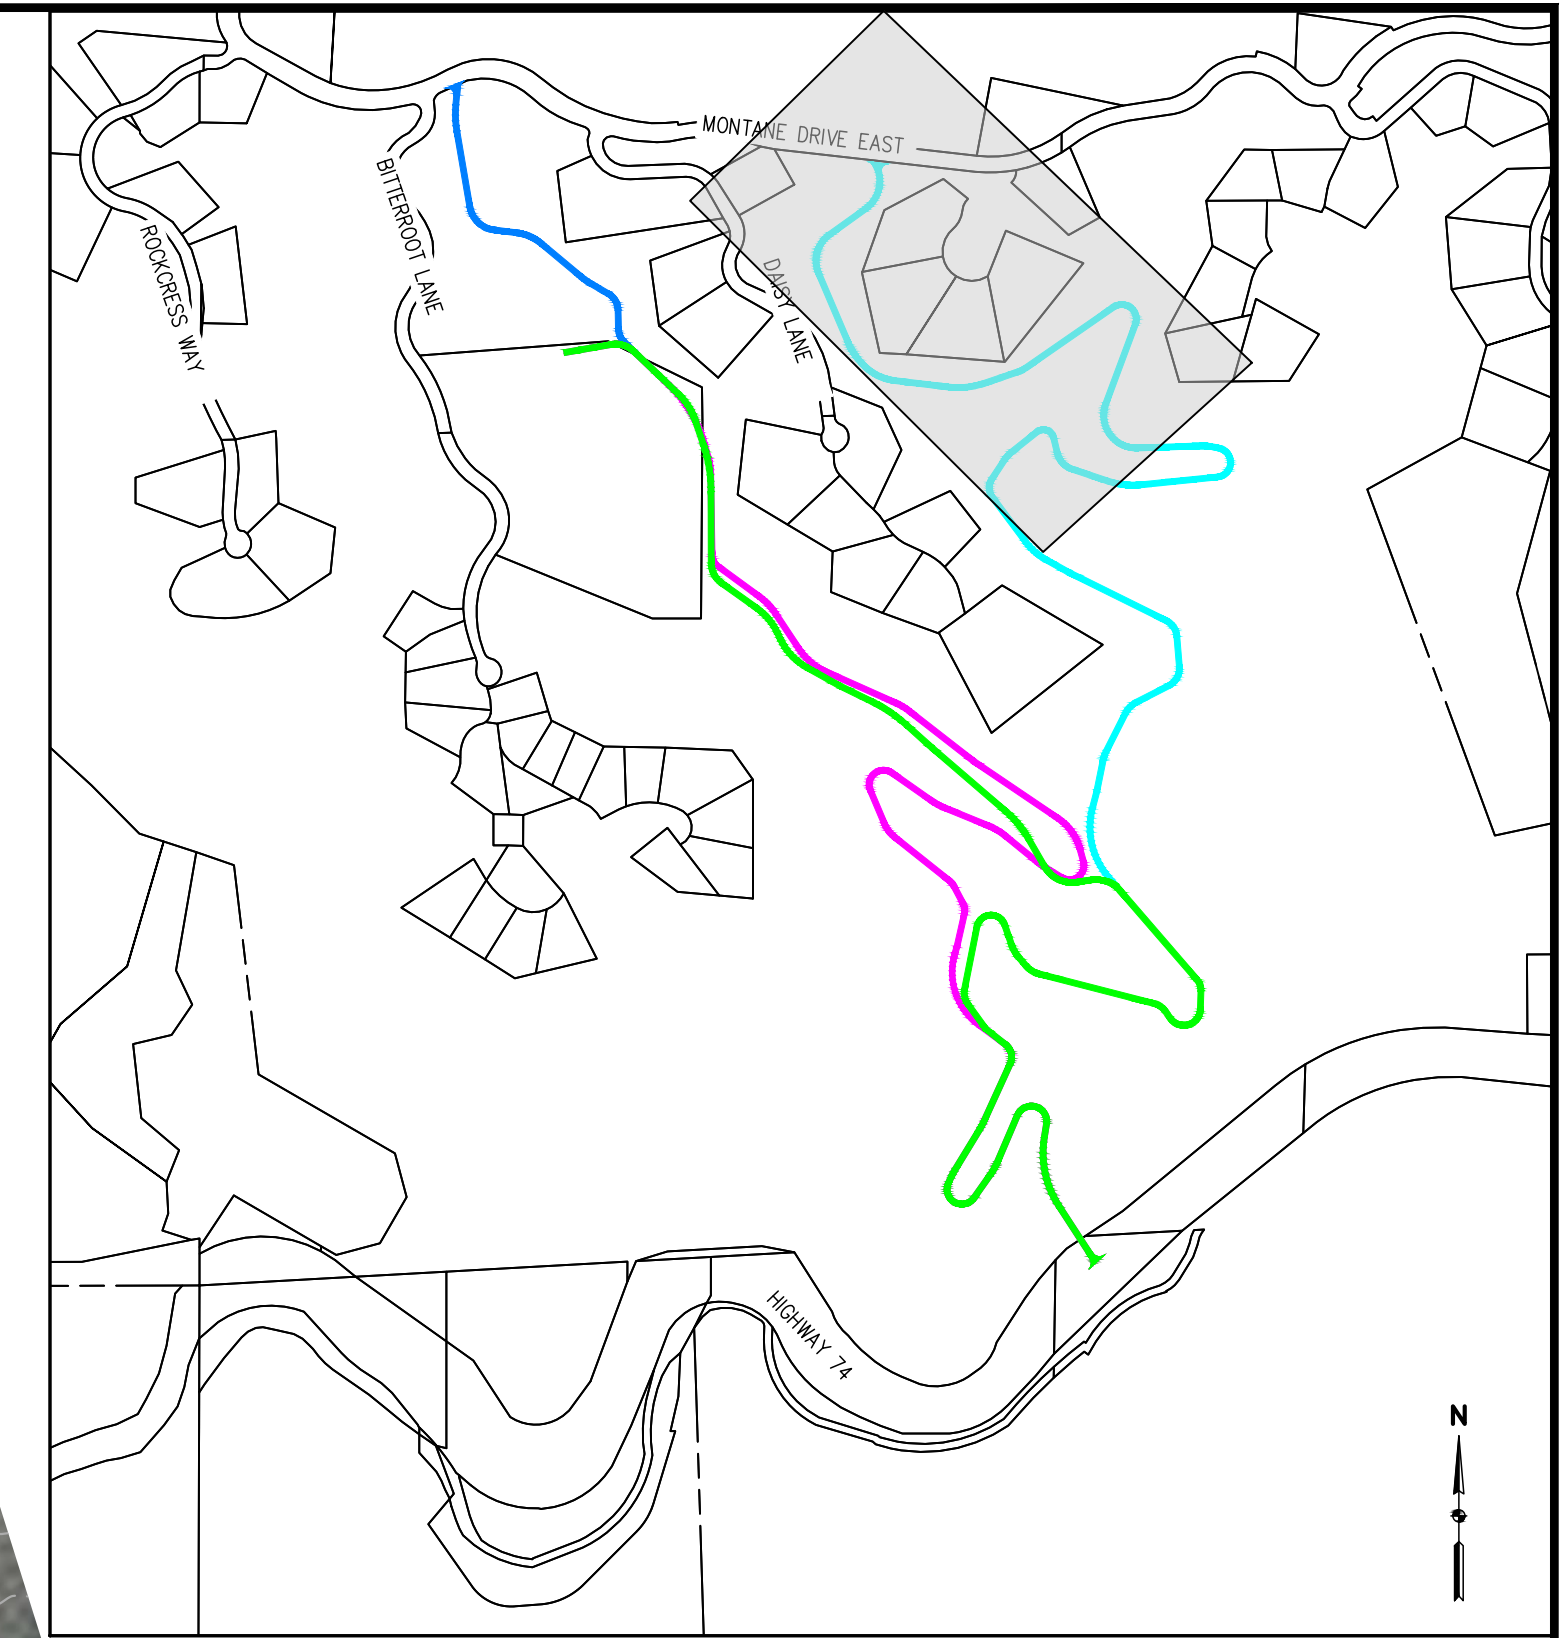 MONTANE DRIVE EAST
BITTERROOT LANE
ROCKCRESS WAY
DAISY LANE
HIGHWAY 74
N